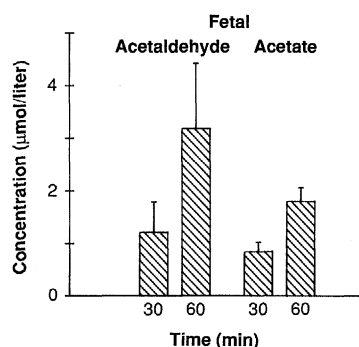 Fetal
Acetaldehyde Acetate
Concentration (μmol/liter)
4
2
0
30 60 30 60
Time (min)